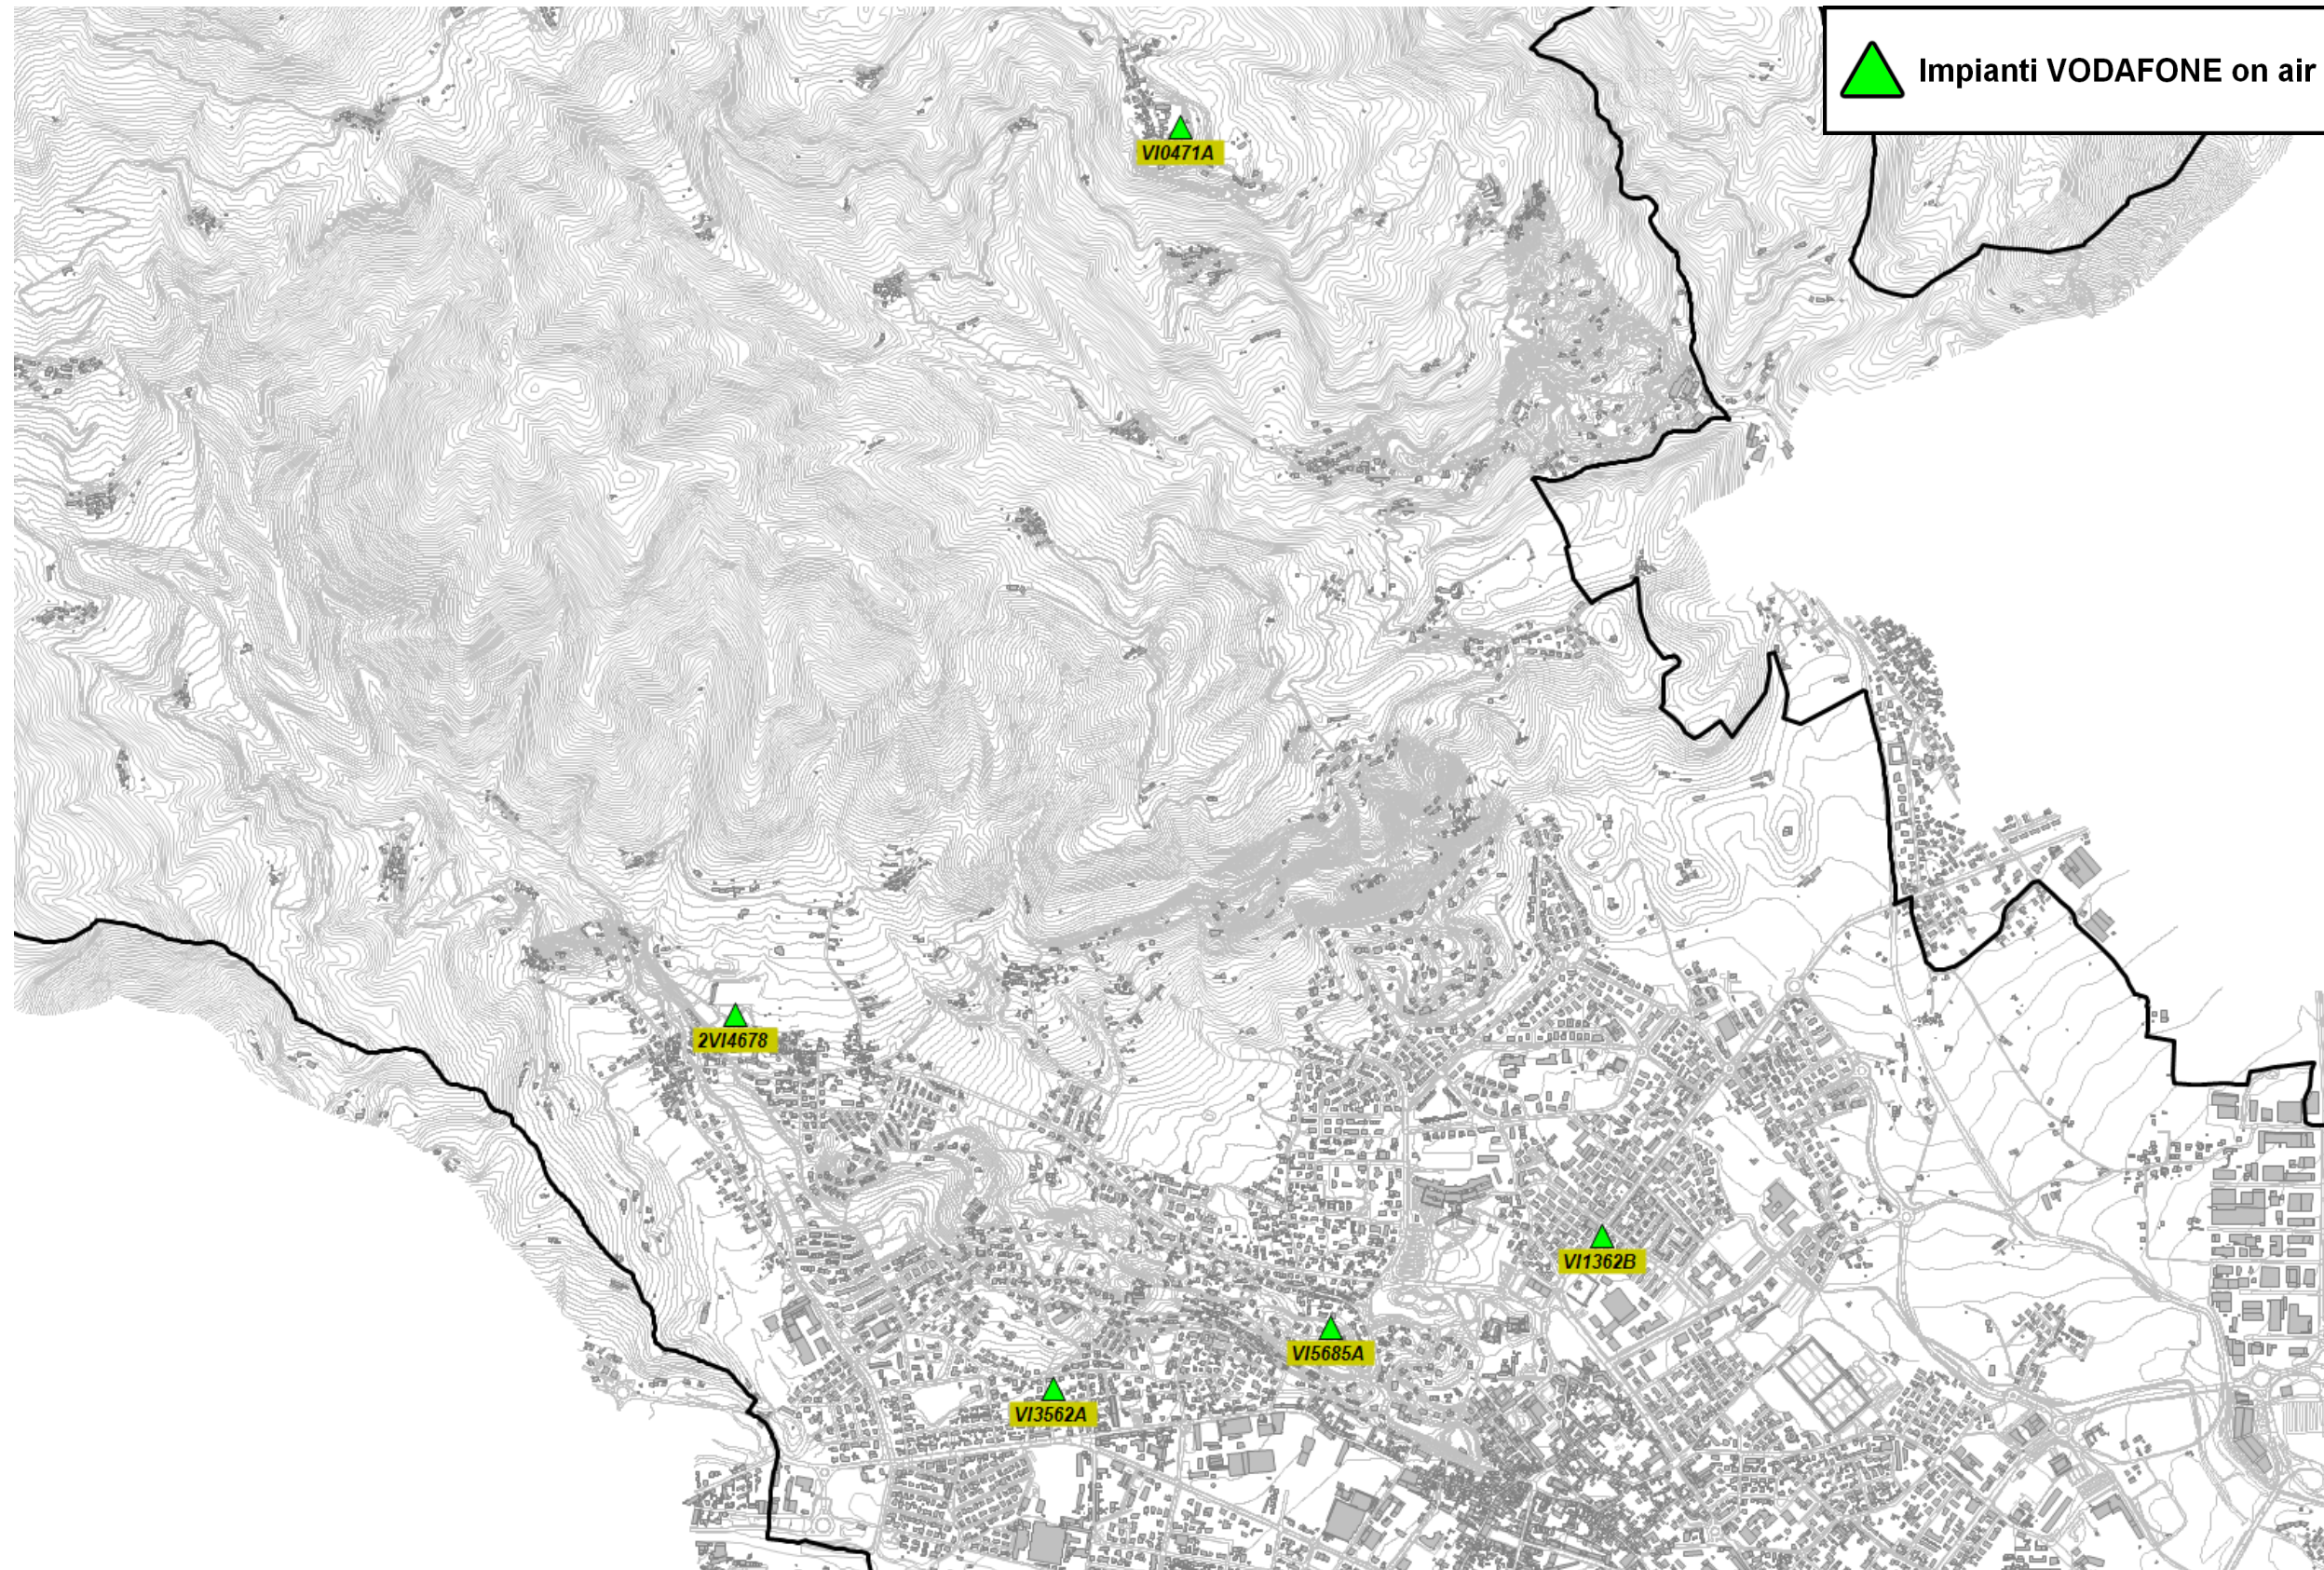 Impianti VODAFONE on air
VI0471A
2VI4678
VI1362B
VI5685A
VI3562A